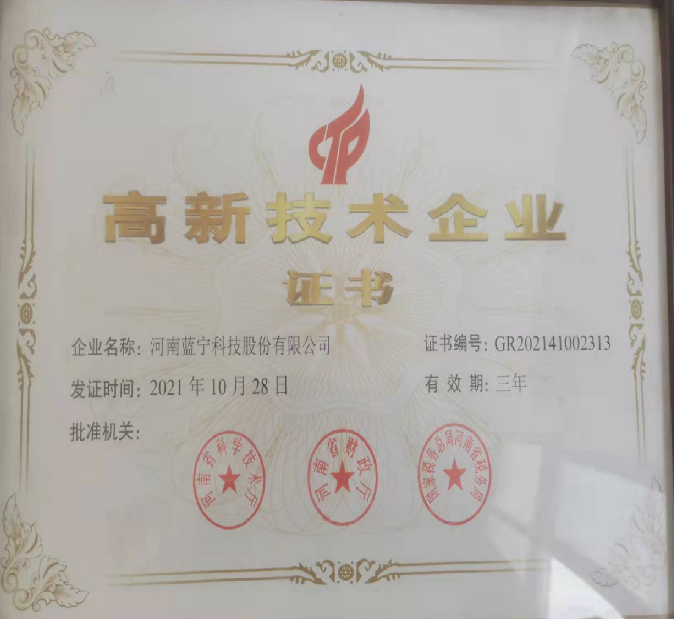 高新技术企业
证书
企业名称：河南蓝宁科技股份有限公司
证书编号：GR202141002313
发证时间：2021年10月28日
有效期：三年
批准机关：
河南省科学技术厅
河南省财政厅
国家税务总局河南省税务局